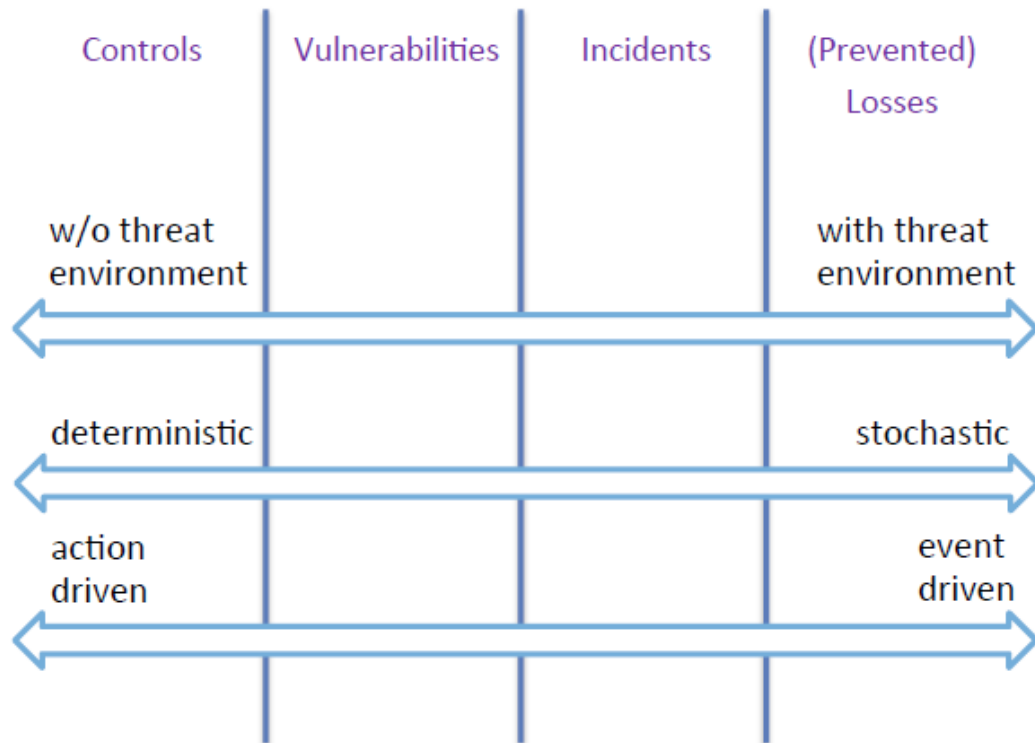 Controls
Vulnerabilities
Incidents
(Prevented)
Losses
w/o threat
environment
with threat
environment
deterministic
stochastic
action
driven
event
driven